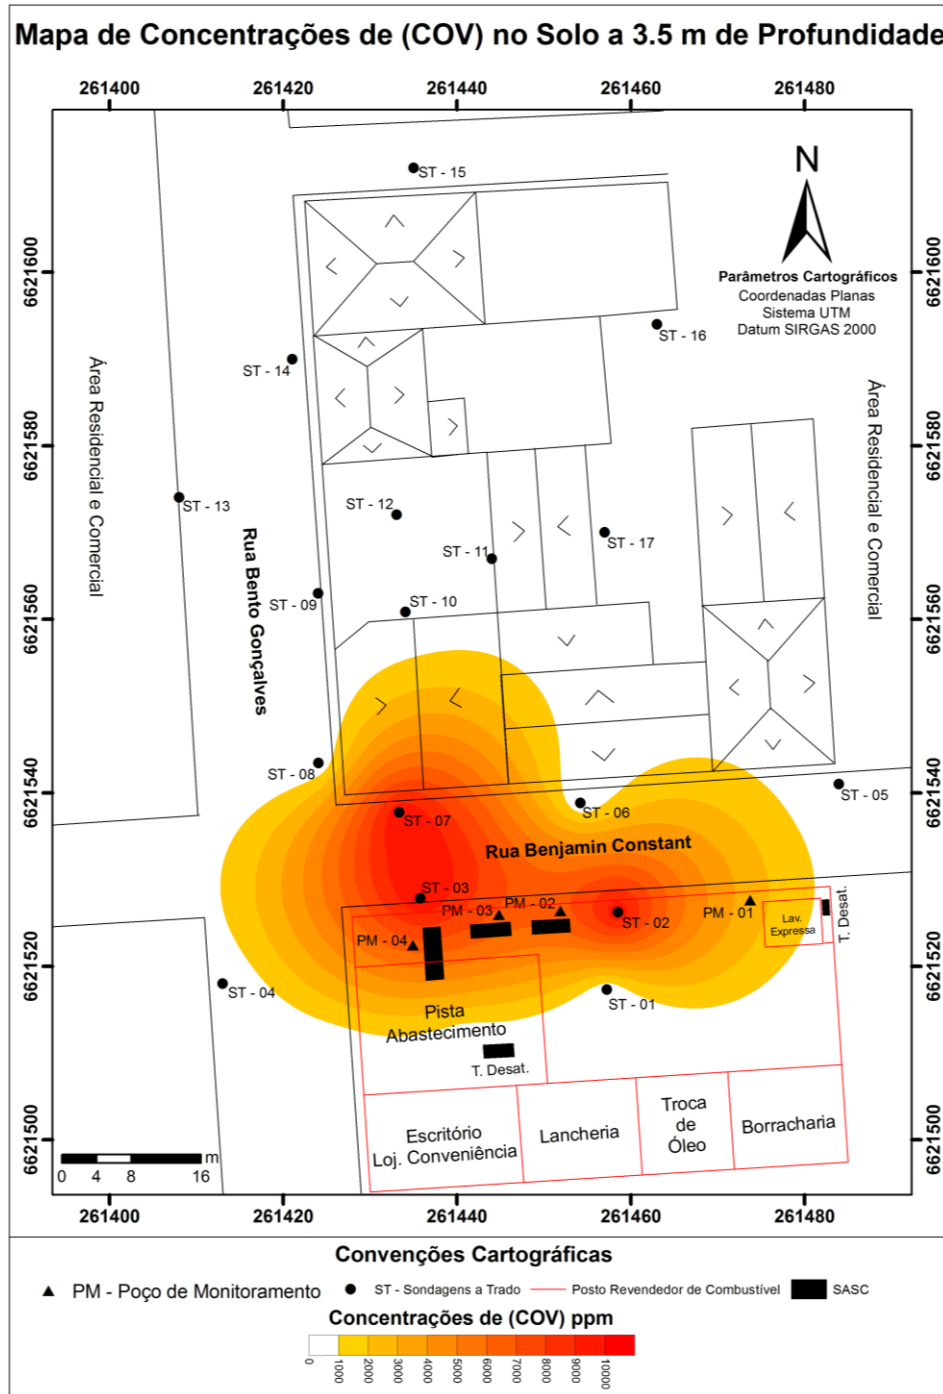 Mapa de Concentrações de (COV) no Solo a 3.5 m de Profundidade
261400 261420 261440 261460 261480
ST - 15
N
Parâmetros Cartográficos
Coordenadas Planas
Sistema UTM
Datum SIRGAS 2000
6621600
6621600
ST - 16
ST - 14
Área Residencial e Comercial
Área Residencial e Comercial
6621580
6621580
ST - 13
ST - 12
ST - 11
ST - 17
Rua Bento Gonçalves
ST - 09
ST - 10
6621560
6621560
ST - 08
6621540
6621540
ST - 05
ST - 06
ST - 07
Rua Benjamin Constant
ST - 03
PM - 03
PM - 02
ST - 02
PM - 01
Lav.
Expressa
T. Desat.
PM - 04
6621520
6621520
ST - 04
ST - 01
Pista
Abastecimento
T. Desat.
Escritório
Loj. Conveniência
Lancheria
Troca
de
Óleo
Borracharia
6621500
6621500
m
0 4 8 16
261400 261420 261440 261460 261480
Convenções Cartográficas
PM - Poço de Monitoramento
ST - Sondagens a Trado
Posto Revendedor de Combustível
SASC
Concentrações de (COV) ppm
0 1000 2000 3000 4000 5000 6000 7000 8000 9000 10000